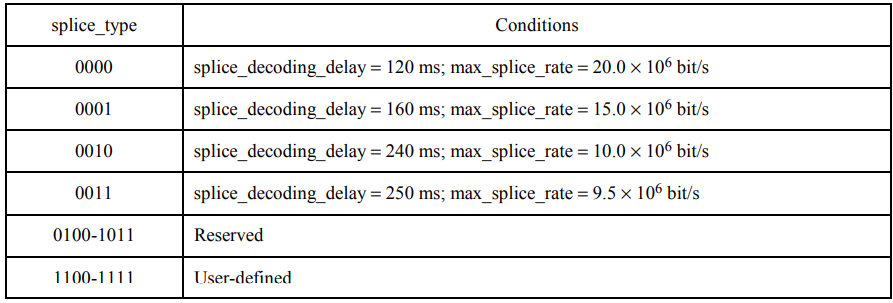 splice_type Conditions
0000 splice_decoding_delay = 120 ms; max_splice_rate = 20.0 × 10⁶ bit/s
0001 splice_decoding_delay = 160 ms; max_splice_rate = 15.0 × 10⁶ bit/s
0010 splice_decoding_delay = 240 ms; max_splice_rate = 10.0 × 10⁶ bit/s
0011 splice_decoding_delay = 250 ms; max_splice_rate = 9.5 × 10⁶ bit/s
0100-1011 Reserved
1100-1111 User-defined